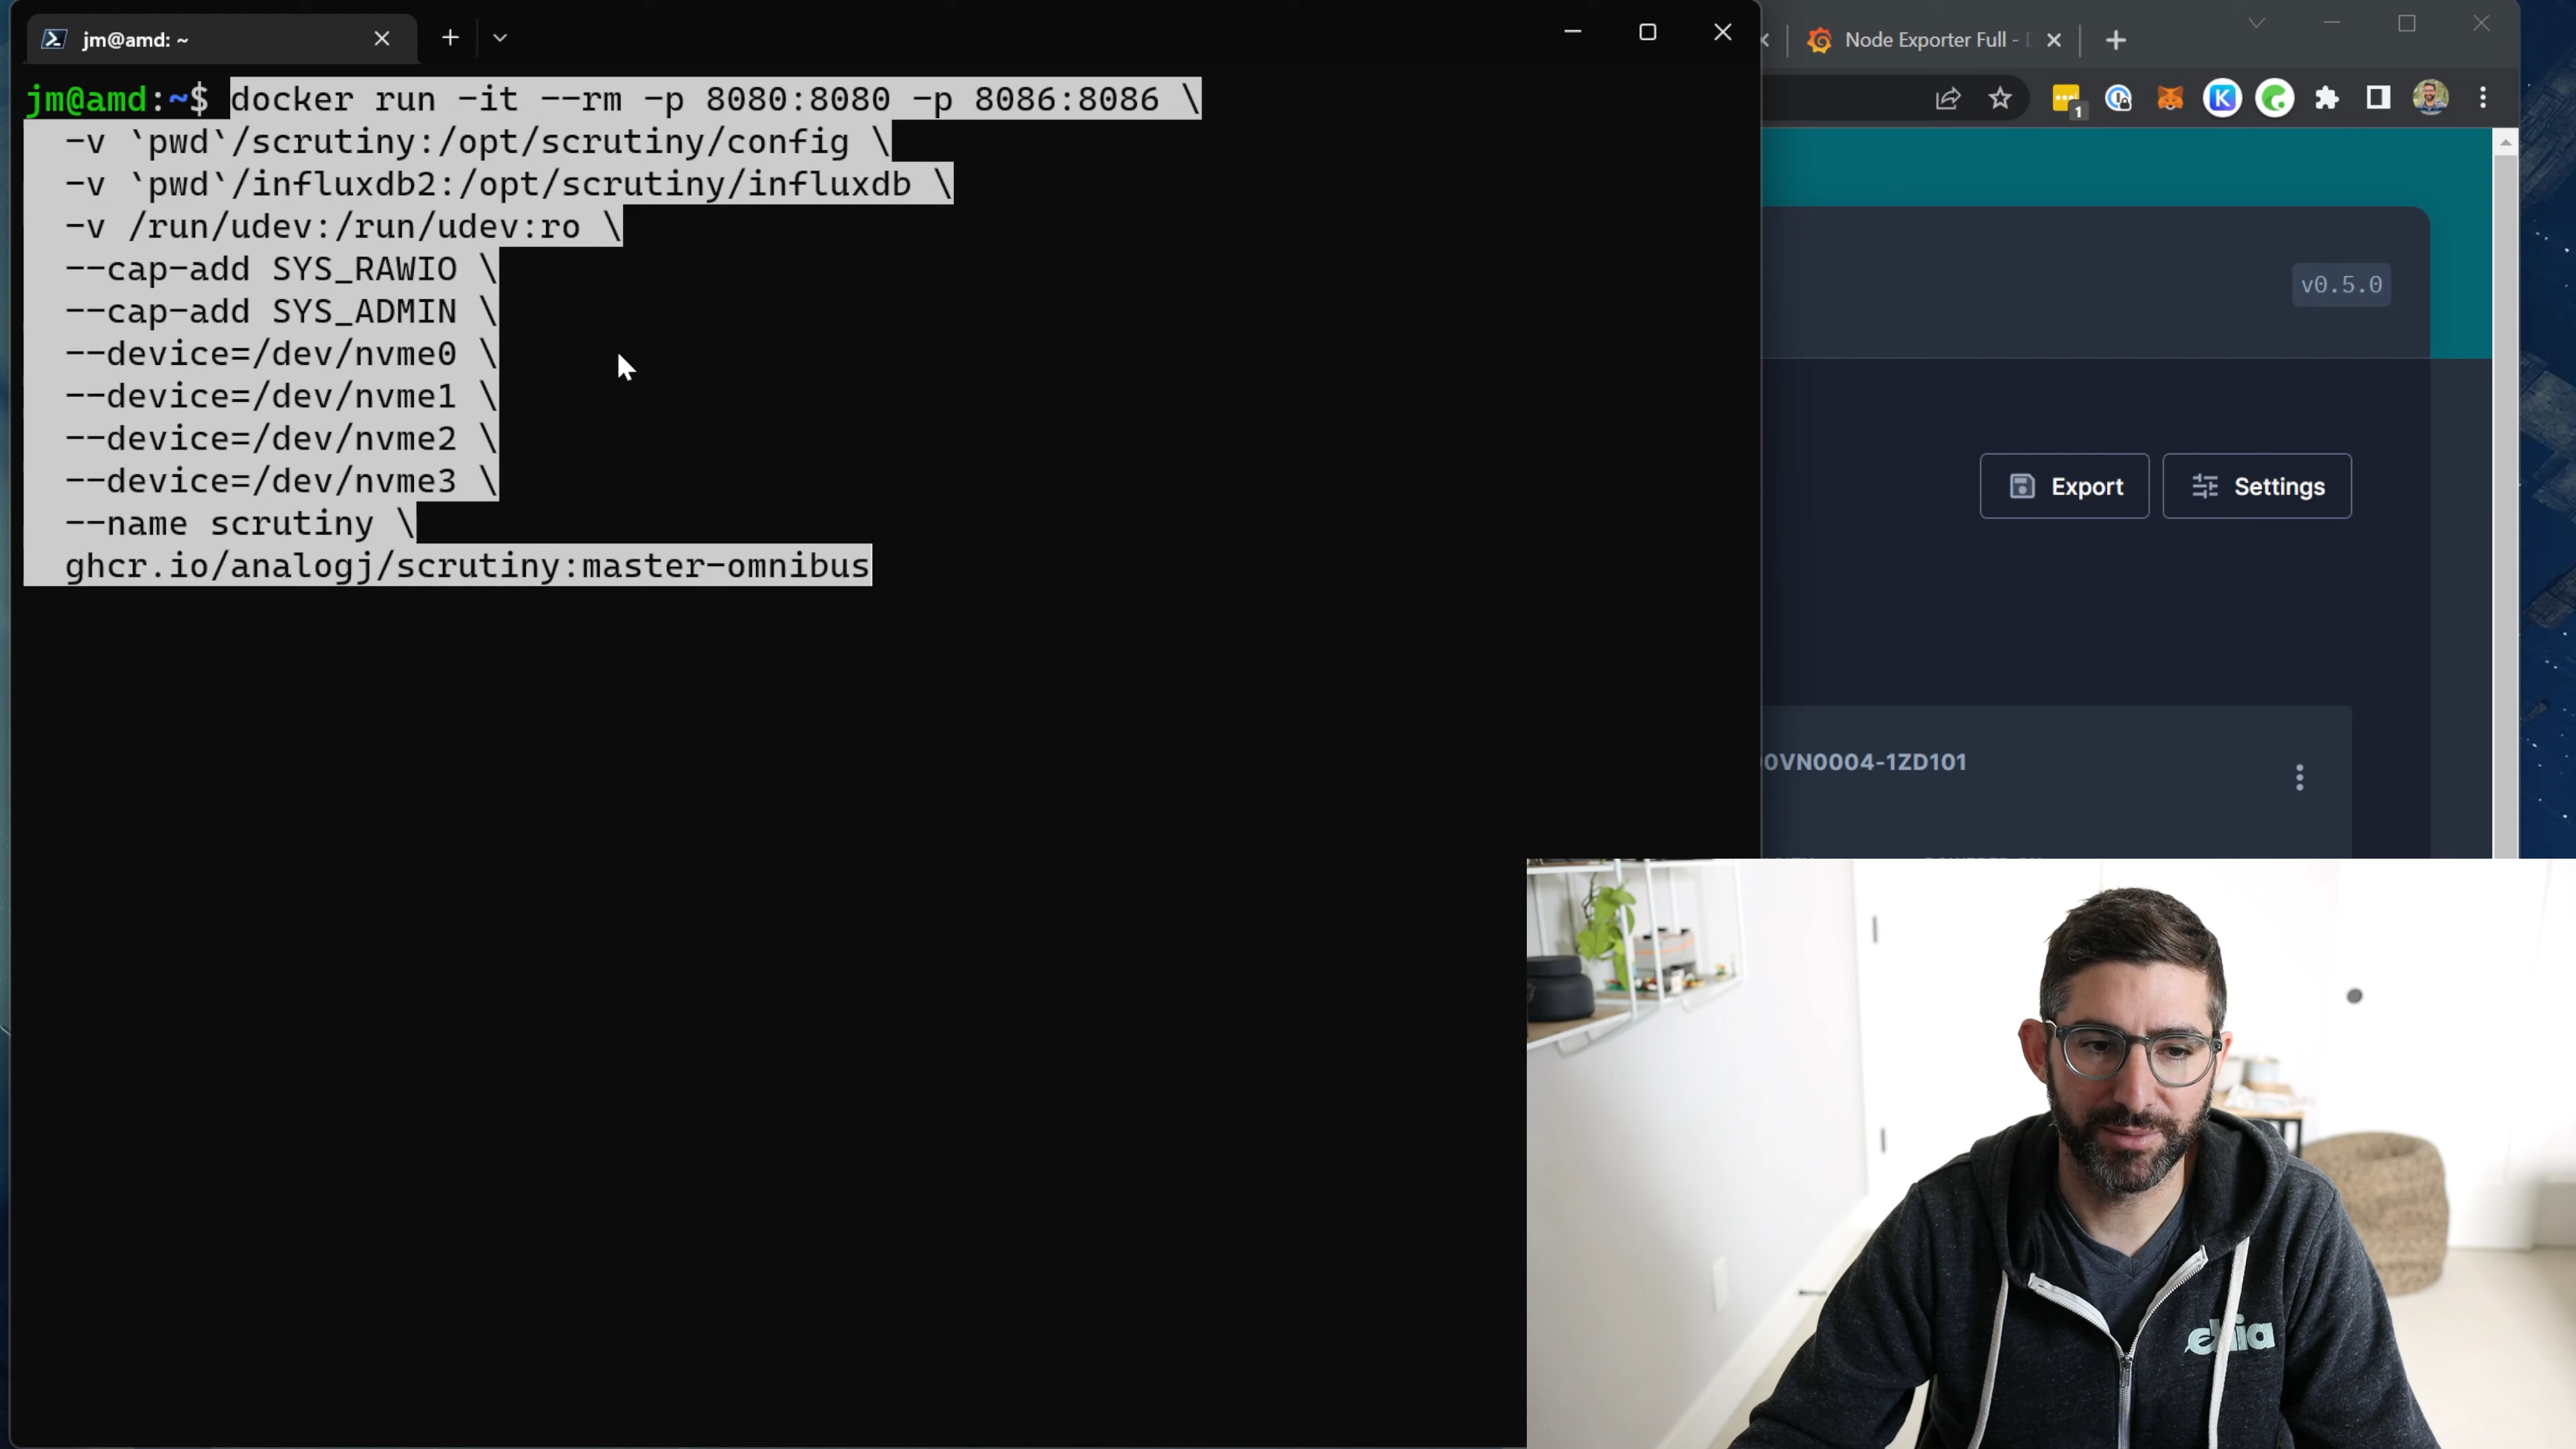 jm@amd: ~
Node Exporter Full -
jm@amd:~$ docker run -it --rm -p 8080:8080 -p 8086:8086 \
-v `pwd`/scrutiny:/opt/scrutiny/config \
-v `pwd`/influxdb2:/opt/scrutiny/influxdb \
-v /run/udev:/run/udev:ro \
--cap-add SYS_RAWIO \
--cap-add SYS_ADMIN \
--device=/dev/nvme0 \
--device=/dev/nvme1 \
--device=/dev/nvme2 \
--device=/dev/nvme3 \
--name scrutiny \
ghcr.io/analogj/scrutiny:master-omnibus
1
K
v0.5.0
Export
Settings
0VN0004-1ZD101
chia